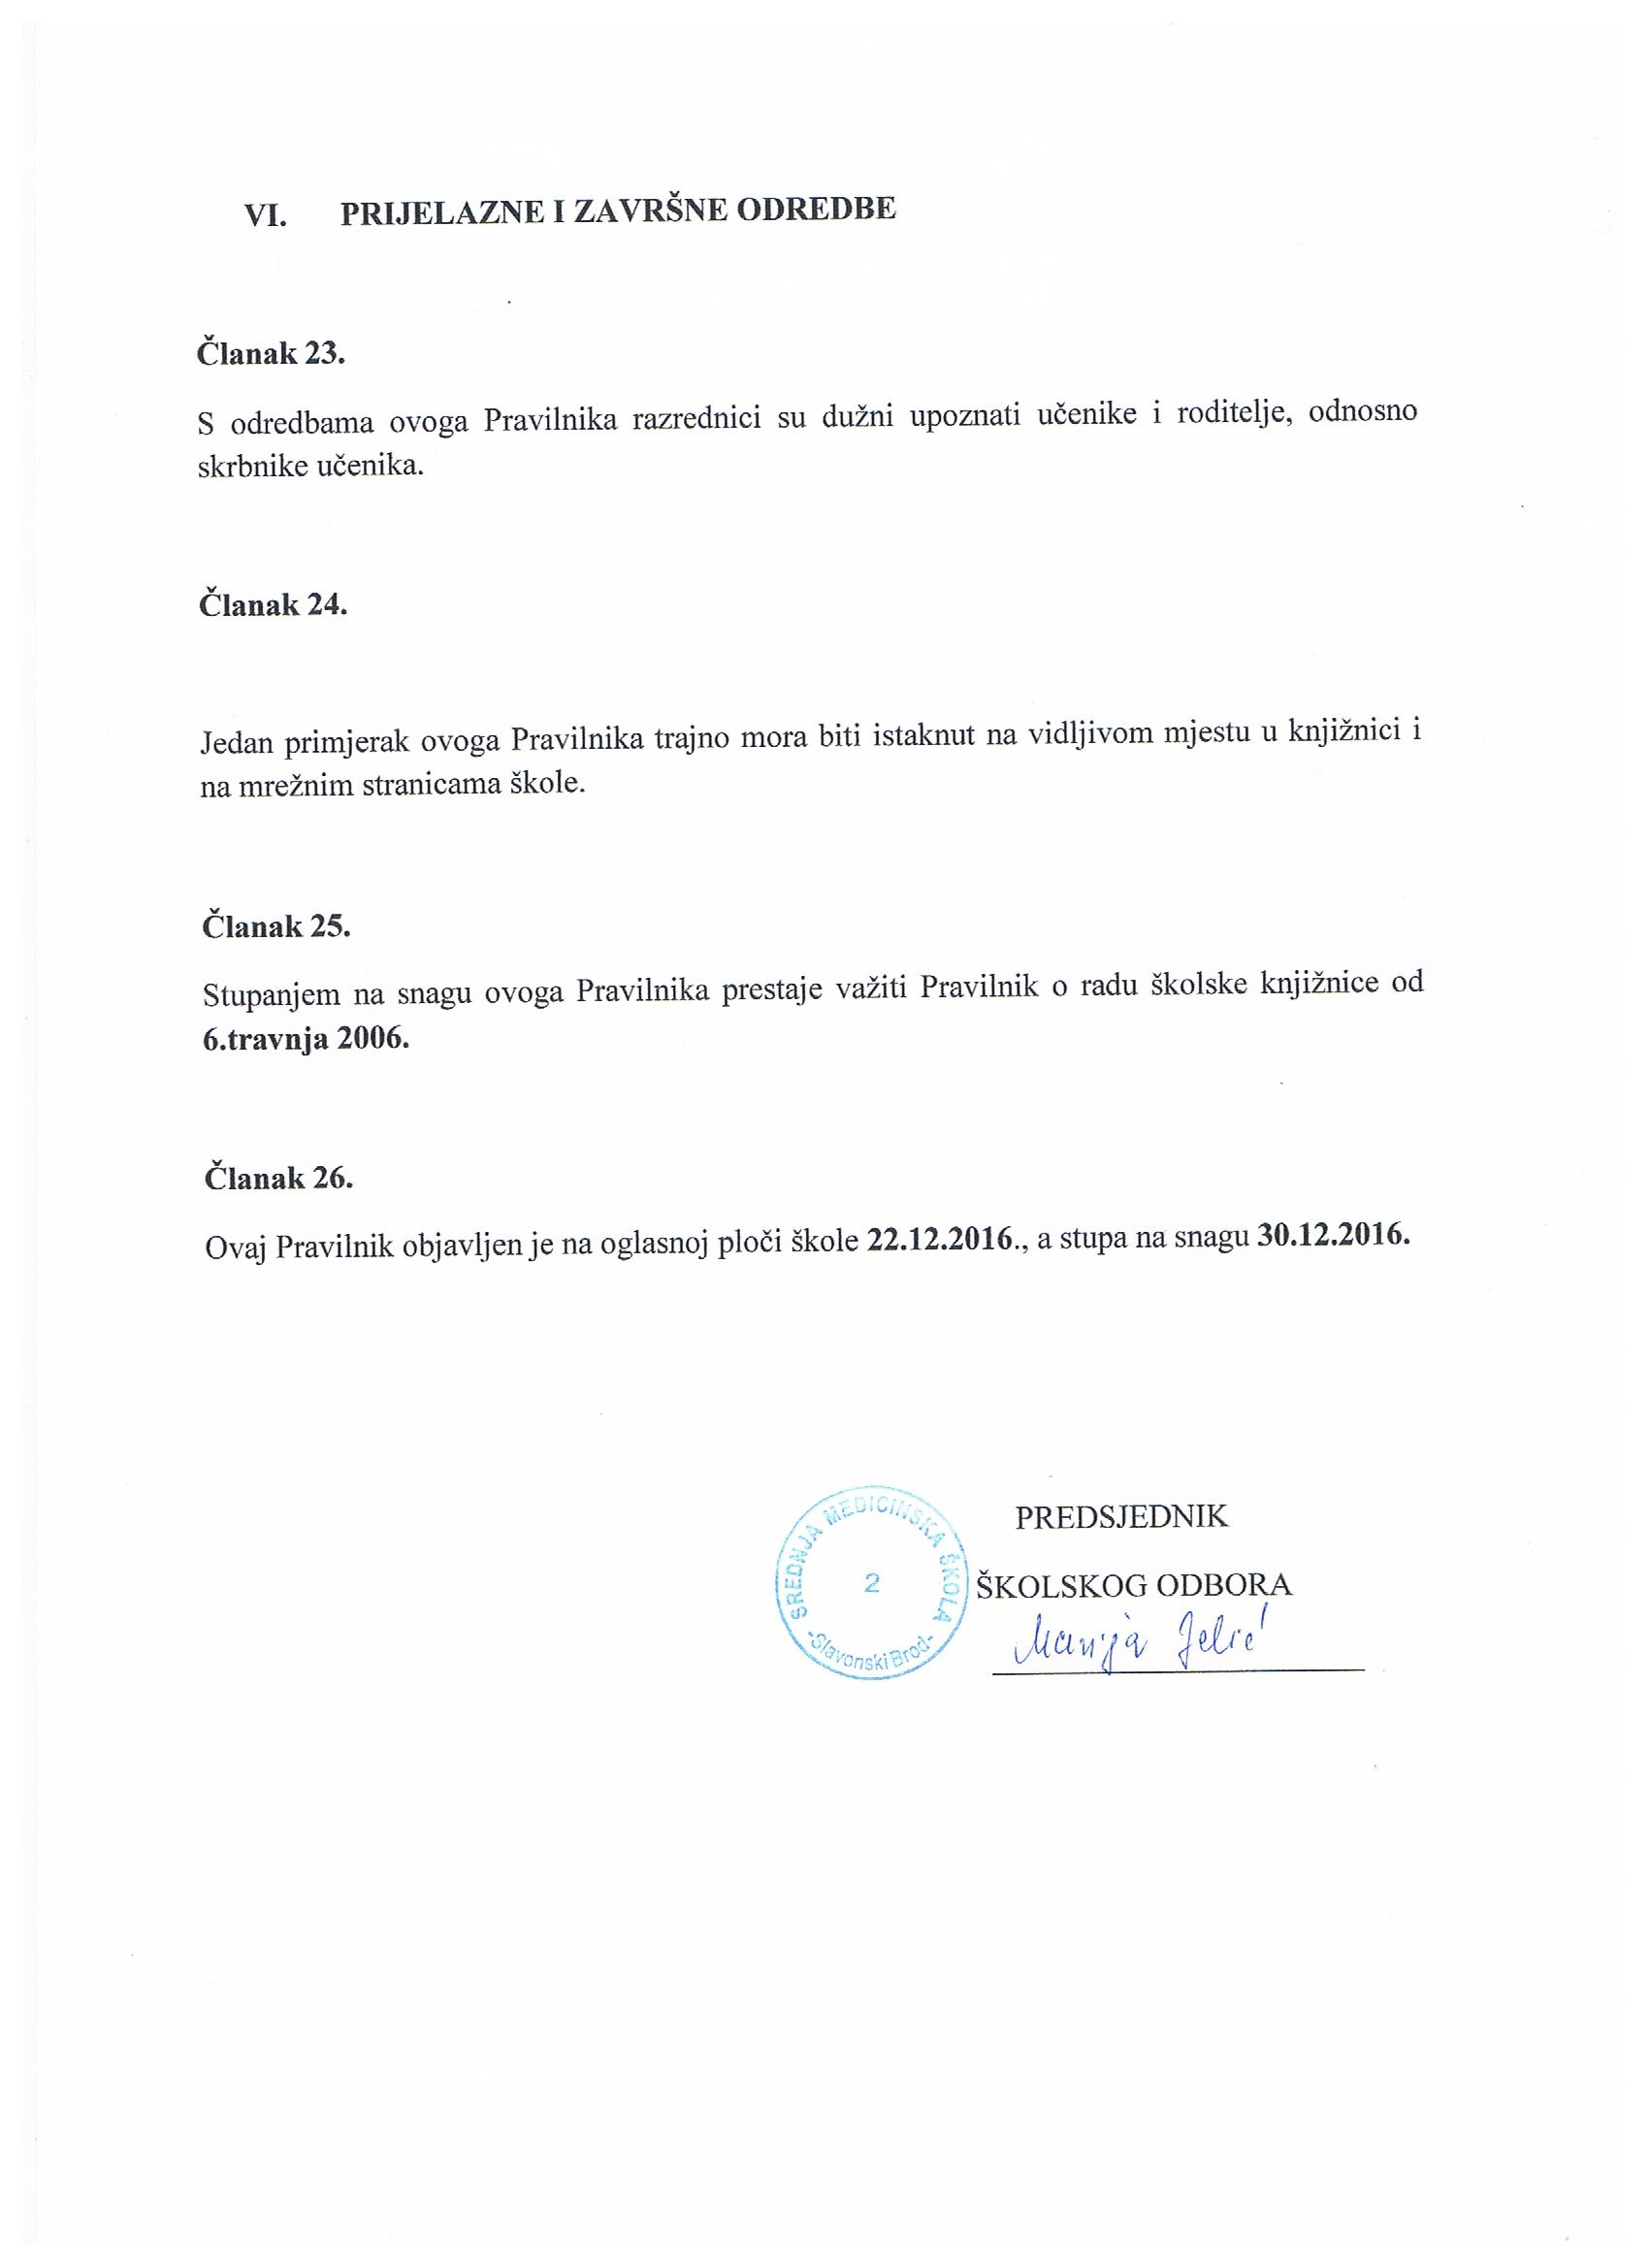 VI. PRIJELAZNE I ZAVRŠNE ODREDBE
Članak 23.
S odredbama ovoga Pravilnika razrednici su dužni upoznati učenike i roditelje, odnosno
skrbnike učenika.
Članak 24.
Jedan primjerak ovoga Pravilnika trajno mora biti istaknut na vidljivom mjestu u knjižnici i
na mrežnim stranicama škole.
Članak 25.
Stupanjem na snagu ovoga Pravilnika prestaje važiti Pravilnik o radu školske knjižnice od
6.travnja 2006.
Članak 26.
Ovaj Pravilnik objavljen je na oglasnoj ploči škole 22.12.2016., a stupa na snagu 30.12.2016.
SREDNJA MEDICINSKA ŠKOLA
2
-Slavonski Brod-
PREDSJEDNIK
ŠKOLSKOG ODBORA
Marija Jelić